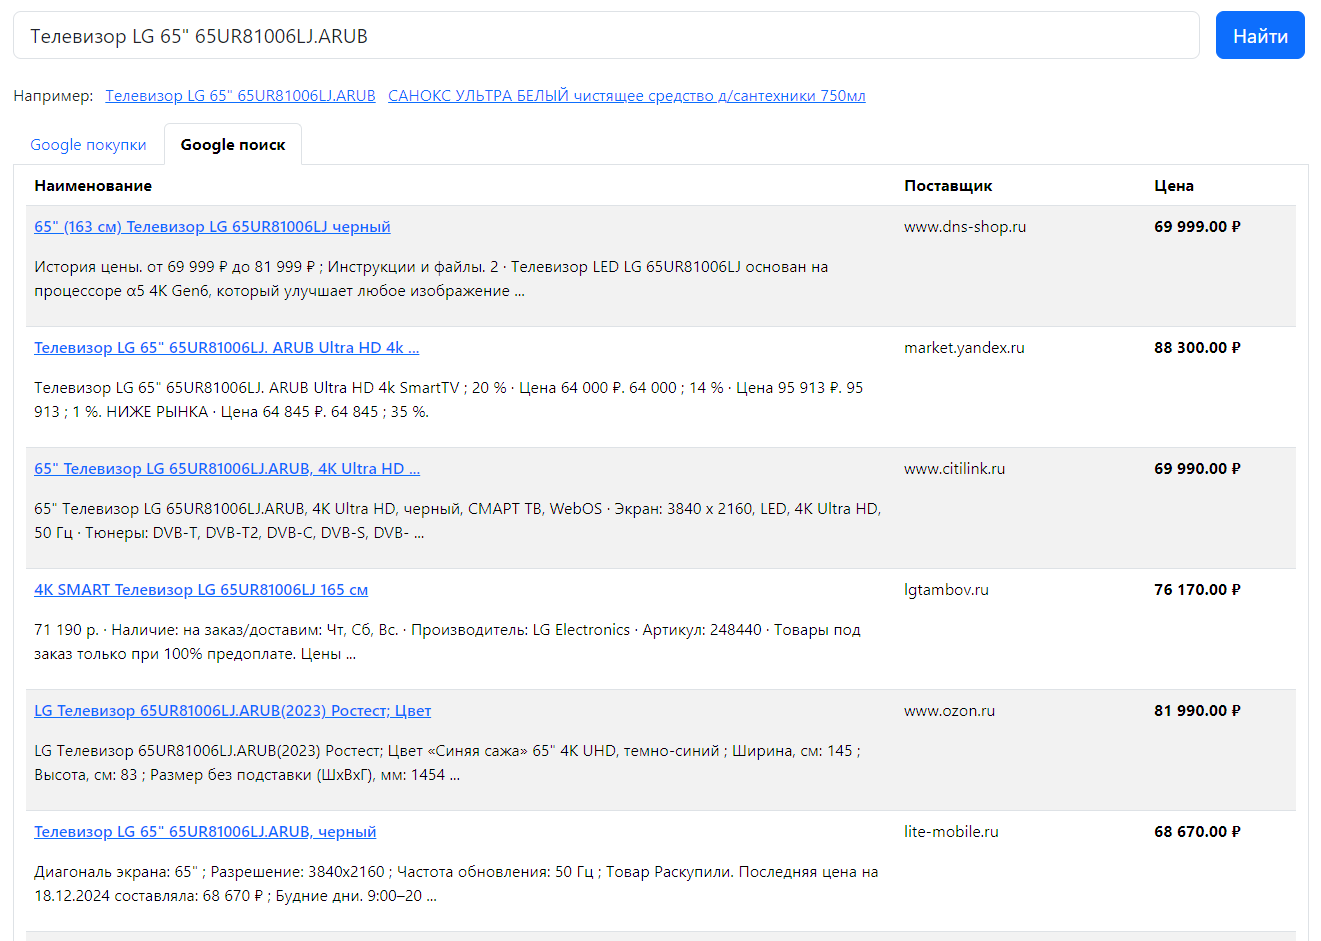 Телевизор LG 65" 65UR81006LJ.ARUB
Найти
Например: Телевизор LG 65" 65UR81006LJ.ARUB САНОКС УЛЬТРА БЕЛЫЙ чистящее средство д/сантехники 750мл
Google покупки Google поиск
Наименование Поставщик Цена
65" (163 см) Телевизор LG 65UR81006LJ черный www.dns-shop.ru 69 999.00 ₽
История цены. от 69 999 ₽ до 81 999 ₽ ; Инструкции и файлы. 2 · Телевизор LED LG 65UR81006LJ основан на
процессоре α5 4K Gen6, который улучшает любое изображение ...
Телевизор LG 65" 65UR81006LJ. ARUB Ultra HD 4k ... market.yandex.ru 88 300.00 ₽
Телевизор LG 65" 65UR81006LJ. ARUB Ultra HD 4k SmartTV ; 20 % · Цена 64 000 ₽. 64 000 ; 14 % · Цена 95 913 ₽. 95
913 ; 1 %. НИЖЕ РЫНКА · Цена 64 845 ₽. 64 845 ; 35 %.
65" Телевизор LG 65UR81006LJ.ARUB, 4K Ultra HD ... www.citilink.ru 69 990.00 ₽
65" Телевизор LG 65UR81006LJ.ARUB, 4K Ultra HD, черный, СМАРТ ТВ, WebOS · Экран: 3840 x 2160, LED, 4K Ultra HD,
50 Гц · Тюнеры: DVB-T, DVB-T2, DVB-C, DVB-S, DVB- ...
4K SMART Телевизор LG 65UR81006LJ 165 см lgtambov.ru 76 170.00 ₽
71 190 р. · Наличие: на заказ/доставим: Чт, Сб, Вс. · Производитель: LG Electronics · Артикул: 248440 · Товары под
заказ только при 100% предоплате. Цены ...
LG Телевизор 65UR81006LJ.ARUB(2023) Ростест; Цвет www.ozon.ru 81 990.00 ₽
LG Телевизор 65UR81006LJ.ARUB(2023) Ростест; Цвет «Синяя сажа» 65" 4K UHD, темно-синий ; Ширина, см: 145 ;
Высота, см: 83 ; Размер без подставки (ШхВхГ), мм: 1454 ...
Телевизор LG 65" 65UR81006LJ.ARUB, черный lite-mobile.ru 68 670.00 ₽
Диагональ экрана: 65" ; Разрешение: 3840x2160 ; Частота обновления: 50 Гц ; Товар Раскупили. Последняя цена на
18.12.2024 составляла: 68 670 ₽ ; Будние дни. 9:00–20 ...